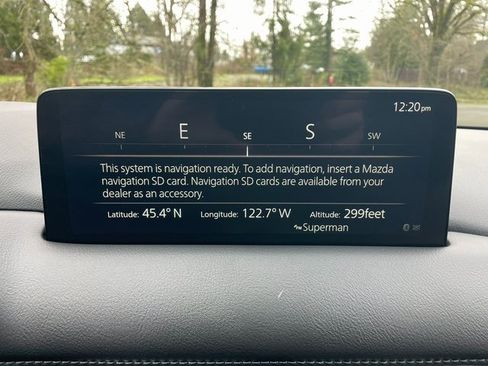 12:20pm
NE E SE S SW
This system is navigation ready. To add navigation, insert a Mazda
navigation SD card. Navigation SD cards are available from your
dealer as an accessory.
Latitude: 45.4° N Longitude: 122.7° W Altitude: 299feet
Superman